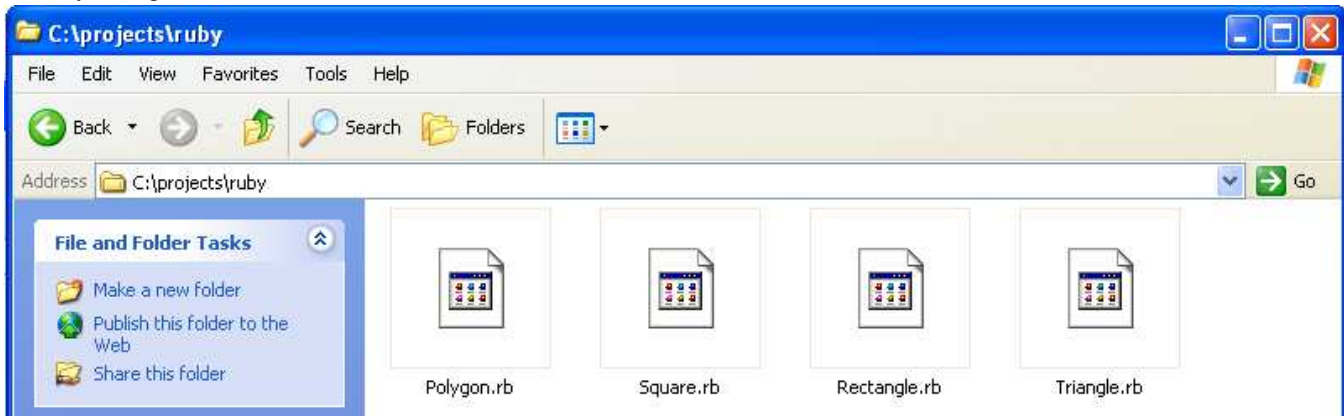 C:\projects\ruby
File Edit View Favorites Tools Help
Back Search Folders
Address C:\projects\ruby Go
File and Folder Tasks
Make a new folder
Publish this folder to the
Web
Share this folder
Polygon.rb Square.rb Rectangle.rb Triangle.rb